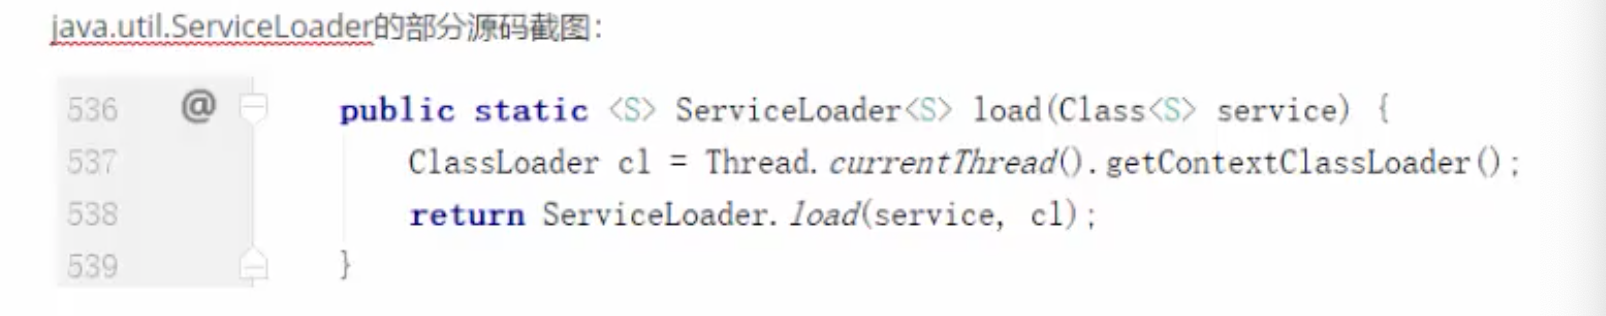 java.util.ServiceLoader的部分源码截图：
536 @ public static <S> ServiceLoader<S> load(Class<S> service) {
537 ClassLoader cl = Thread.currentThread().getContextClassLoader();
538 return ServiceLoader.load(service, cl);
539 }